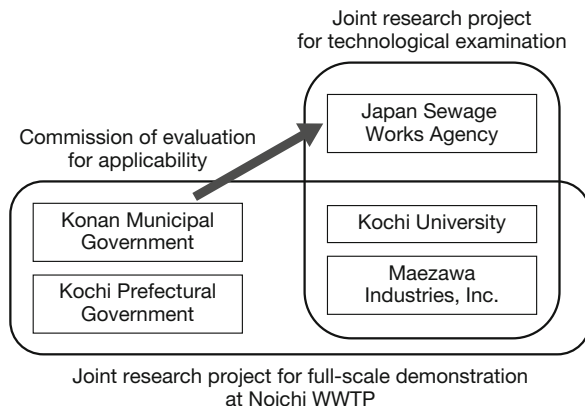 Joint research project
for technological examination
Japan Sewage
Works Agency
Commission of evaluation
for applicability
Konan Municipal
Government
Kochi University
Kochi Prefectural
Government
Maezawa
Industries, Inc.
Joint research project for full-scale demonstration
at Noichi WWTP